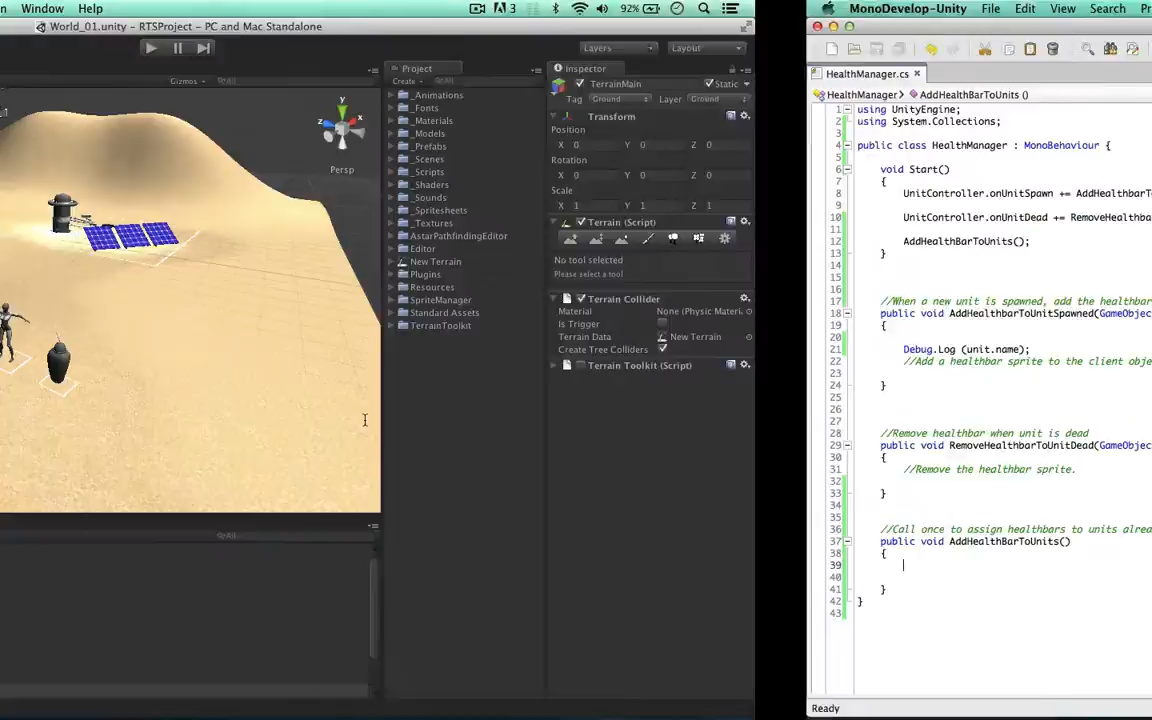 Window Help
3
92%
World_01.unity - RTSProject - PC and Mac Standalone
Layers
Layout
Gizmos
All
y
x
z
Persp
Project
Create
All
_Animations
_Fonts
_Materials
_Models
_Prefabs
_Scenes
_Scripts
_Shaders
_Sounds
_Spritesheets
_Textures
AstarPathfindingEditor
Editor
New Terrain
Plugins
Resources
SpriteManager
Standard Assets
TerrainToolkit
Inspector
TerrainMain
Static
Tag Ground Layer Ground
Transform
Position
X 0 Y 0 Z 0
Rotation
X 0 Y 0 Z 0
Scale
X 1 Y 1 Z 1
Terrain (Script)
No tool selected
Please select a tool
Terrain Collider
Material None (Physic Materi
Is Trigger
Terrain Data New Terrain
Create Tree Colliders
Terrain Toolkit (Script)
MonoDevelop-Unity File Edit View Search Pr
HealthManager.cs
HealthManager AddHealthBarToUnits ()
1 using UnityEngine;
2 using System.Collections;
3
4 public class HealthManager : MonoBehaviour {
5
6 void Start()
7 {
8 UnitController.onUnitSpawn += AddHealthbarT
9
10 UnitController.onUnitDead += RemoveHealthba
11
12 AddHealthBarToUnits();
13 }
14
15
16
17 //When a new unit is spawned, add the healthbar
18 public void AddHealthbarToUnitSpawned(GameObjec
19 {
20
21 Debug.Log (unit.name);
22 //Add a healthbar sprite to the client obje
23
24 }
25
26
27
28 //Remove healthbar when unit is dead
29 public void RemoveHealthbarToUnitDead(GameObjec
30 {
31 //Remove the healthbar sprite.
32
33 }
34
35
36 //Call once to assign healthbars to units alrea
37 public void AddHealthBarToUnits()
38 {
39
40
41 }
42 }
43
Ready